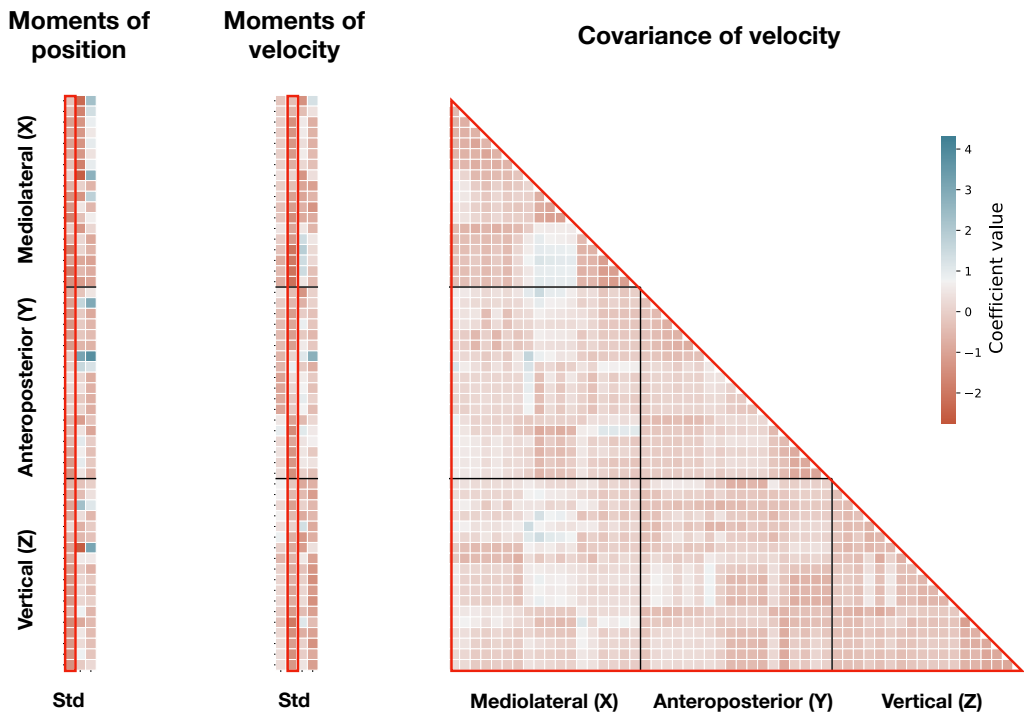 Moments of
position
Moments of
velocity
Covariance of velocity
Mediolateral (X)
Anteroposterior (Y)
Vertical (Z)
4
3
2
1
0
−1
−2
Coefficient value
Std
Std
Mediolateral (X)
Anteroposterior (Y)
Vertical (Z)